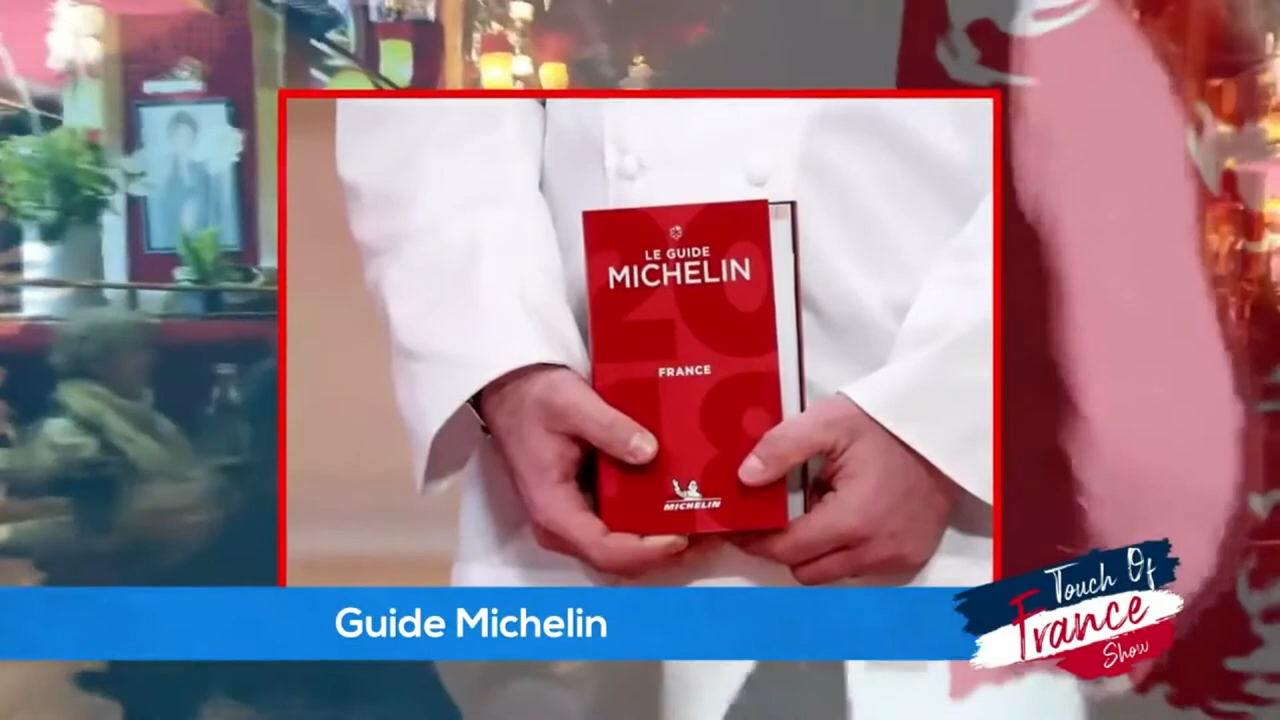 LE GUIDE
MICHELIN
2018
FRANCE
MICHELIN
Guide Michelin
Touch Of
France
Show